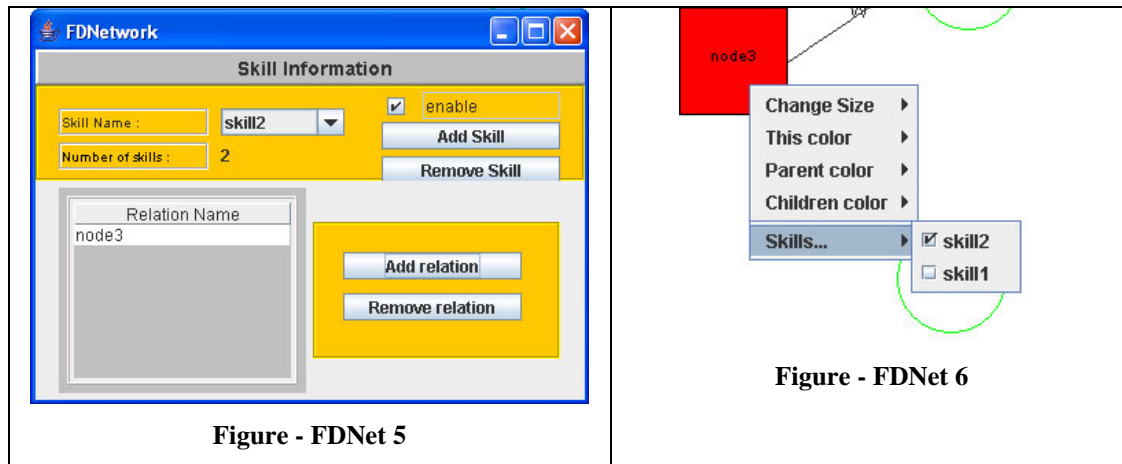 FDNetwork
Skill Information
Skill Name :
skill2
enable
Add Skill
Number of skills :
2
Remove Skill
Relation Name
node3
Add relation
Remove relation
Figure - FDNet 5
node3
Change Size
This color
Parent color
Children color
Skills...
skill2
skill1
Figure - FDNet 6